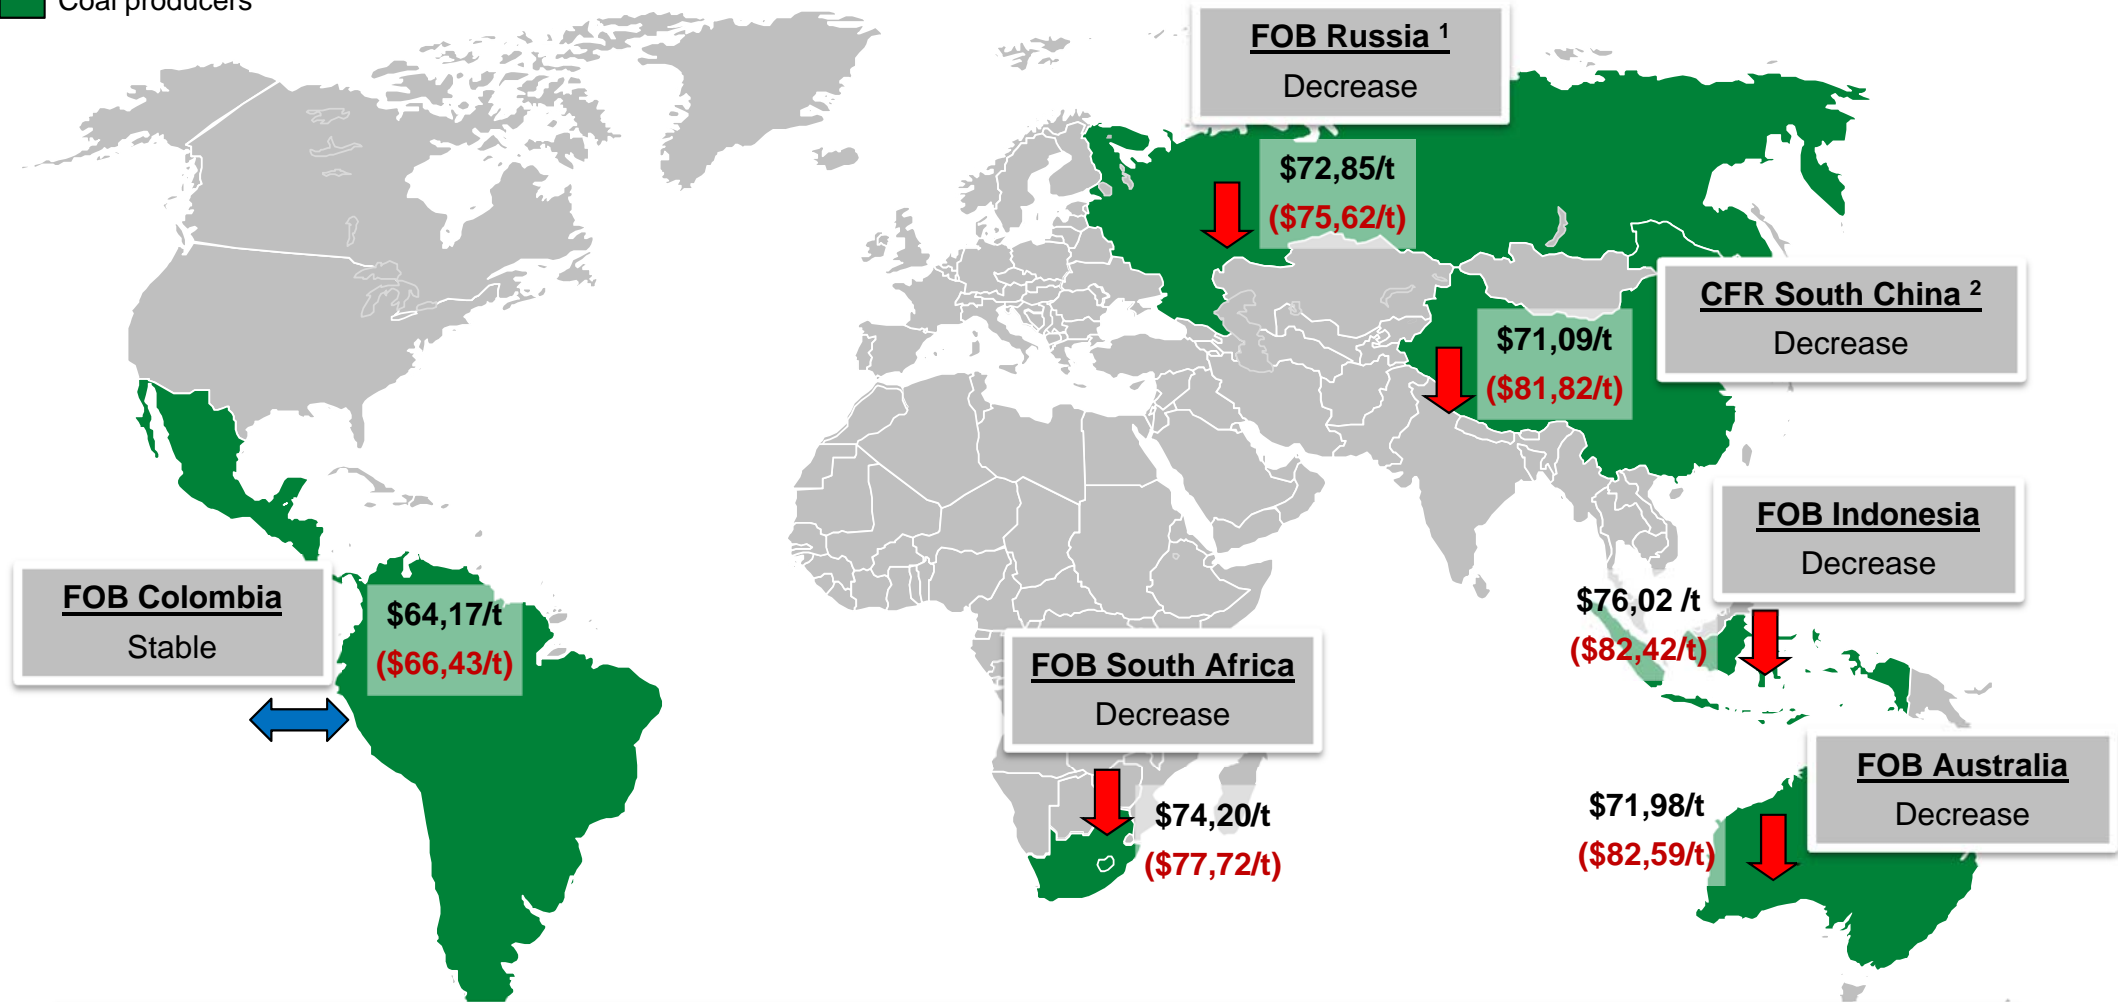 Coal producers
FOB Russia ¹
Decrease
$72,85/t
($75,62/t)
CFR South China ²
Decrease
$71,09/t
($81,82/t)
FOB Indonesia
Decrease
$76,02 /t
($82,42/t)
FOB Colombia
Stable
$64,17/t
($66,43/t)
FOB South Africa
Decrease
$74,20/t
($77,72/t)
FOB Australia
Decrease
$71,98/t
($82,59/t)